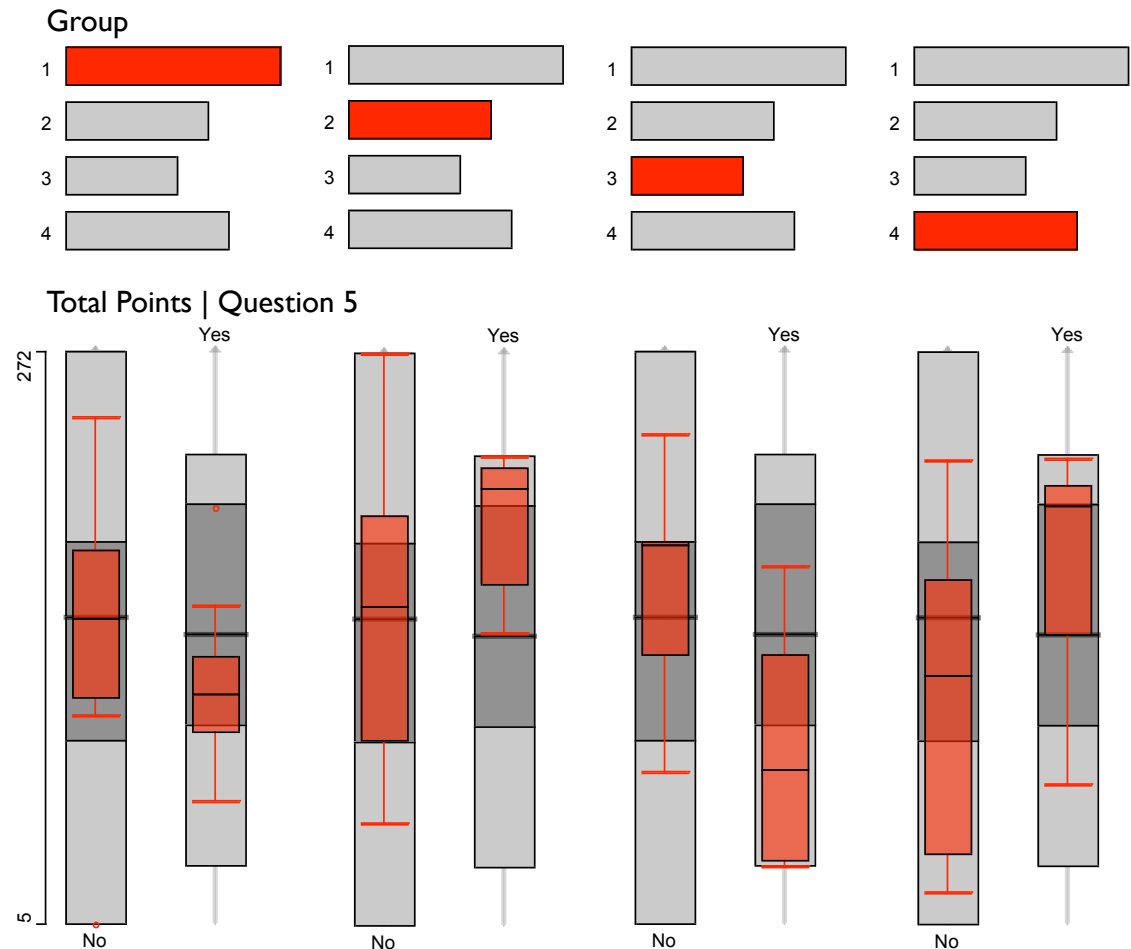 Group
1 1 1 1
2 2 2 2
3 3 3 3
4 4 4 4
Total Points | Question 5
Yes Yes Yes Yes
272
5
No No No No